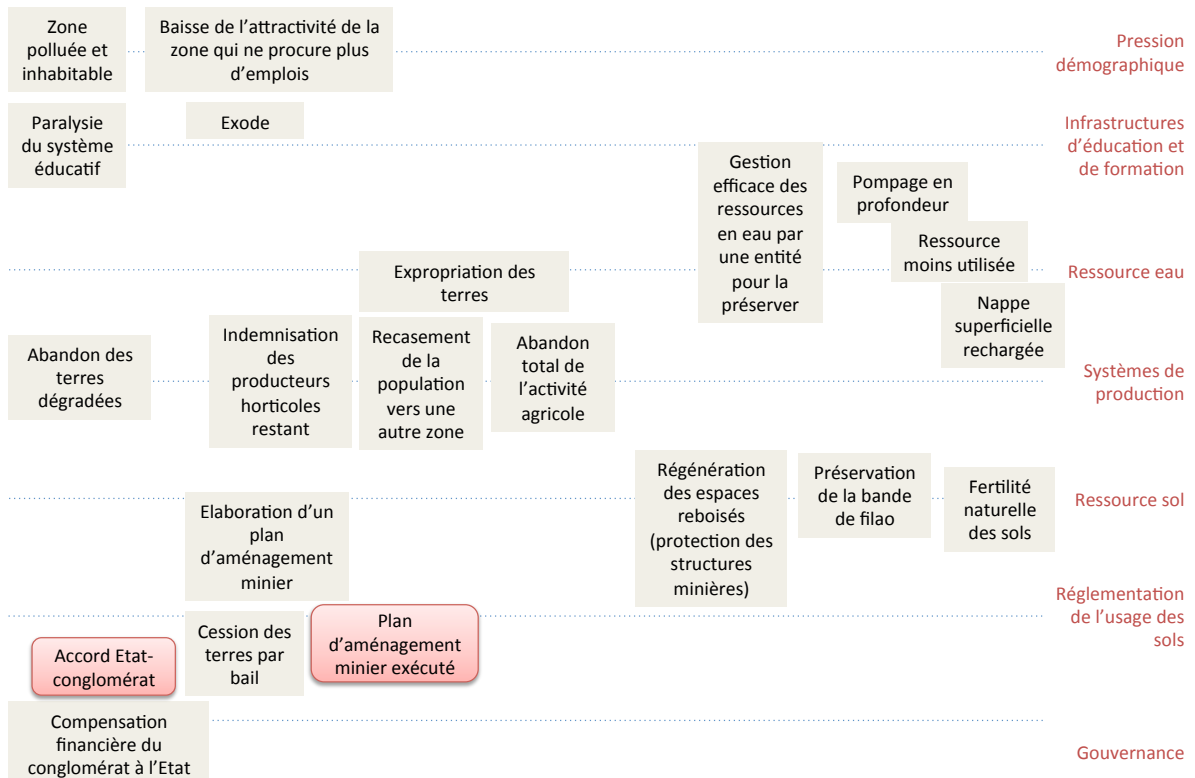 Zone
polluée et
inhabitable
Baisse de l'attractivité de la
zone qui ne procure plus
d'emplois
Pression
démographique
Paralysie
du système
éducatif
Exode
Infrastructures
d'éducation et
de formation
Gestion
efficace des
ressources
en eau par
une entité
pour la
préserver
Pompage en
profondeur
Ressource
moins utilisée
Nappe
superficielle
rechargée
Expropriation des
terres
Ressource eau
Abandon des
terres
dégradées
Indemnisation
des
producteurs
horticoles
restant
Recasement
de la
population
vers une
autre zone
Abandon
total de
l'activité
agricole
Systèmes de
production
Elaboration d'un
plan
d'aménagement
minier
Régénération
des espaces
reboisés
(protection des
structures
minières)
Préservation
de la bande
de filao
Fertilité
naturelle
des sols
Ressource sol
Accord Etat-
conglomérat
Cession des
terres par
bail
Plan
d'aménagement
minier exécuté
Réglementation
de l'usage des
sols
Compensation
financière du
conglomérat à l'Etat
Gouvernance